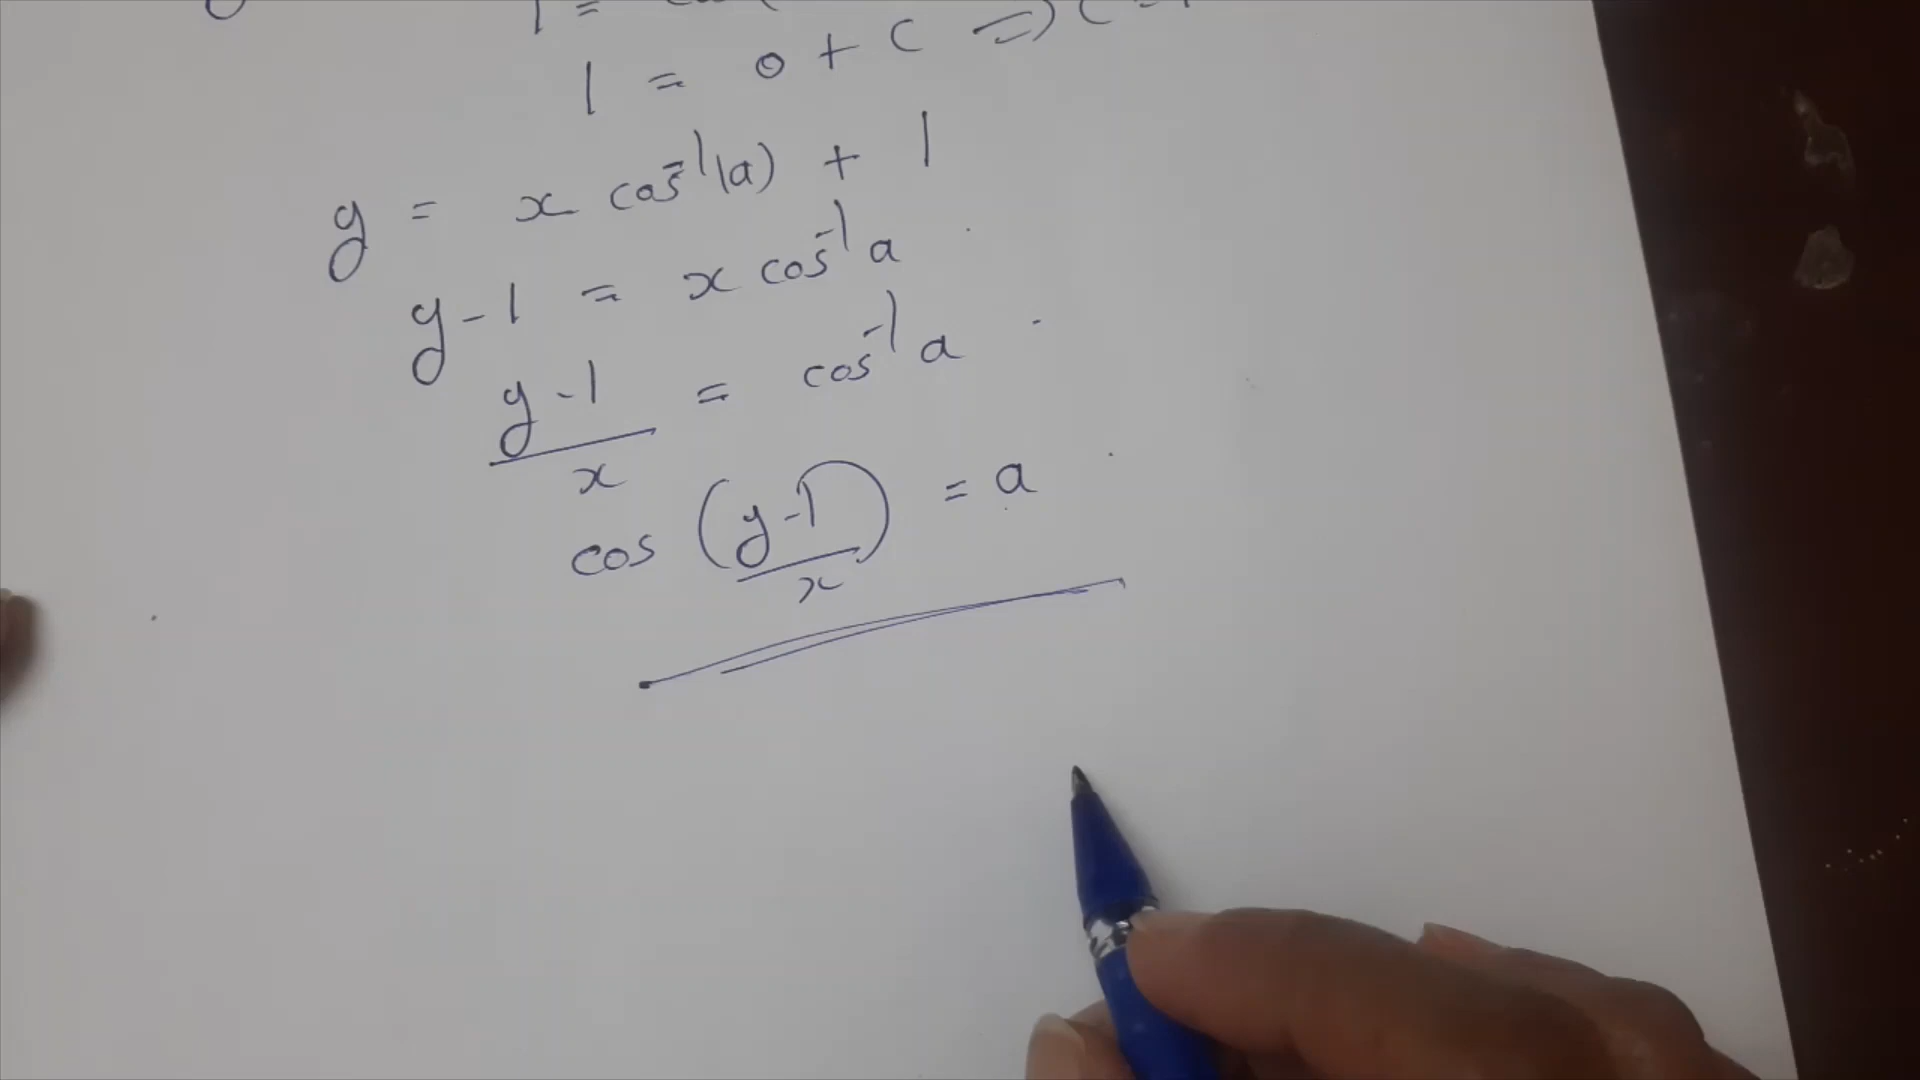 1 = 0 + C =>
y = x cos⁻¹(a) + 1
y - 1 = x cos⁻¹ a
(y - 1)/x = cos⁻¹ a
cos ((y - 1)/x) = a